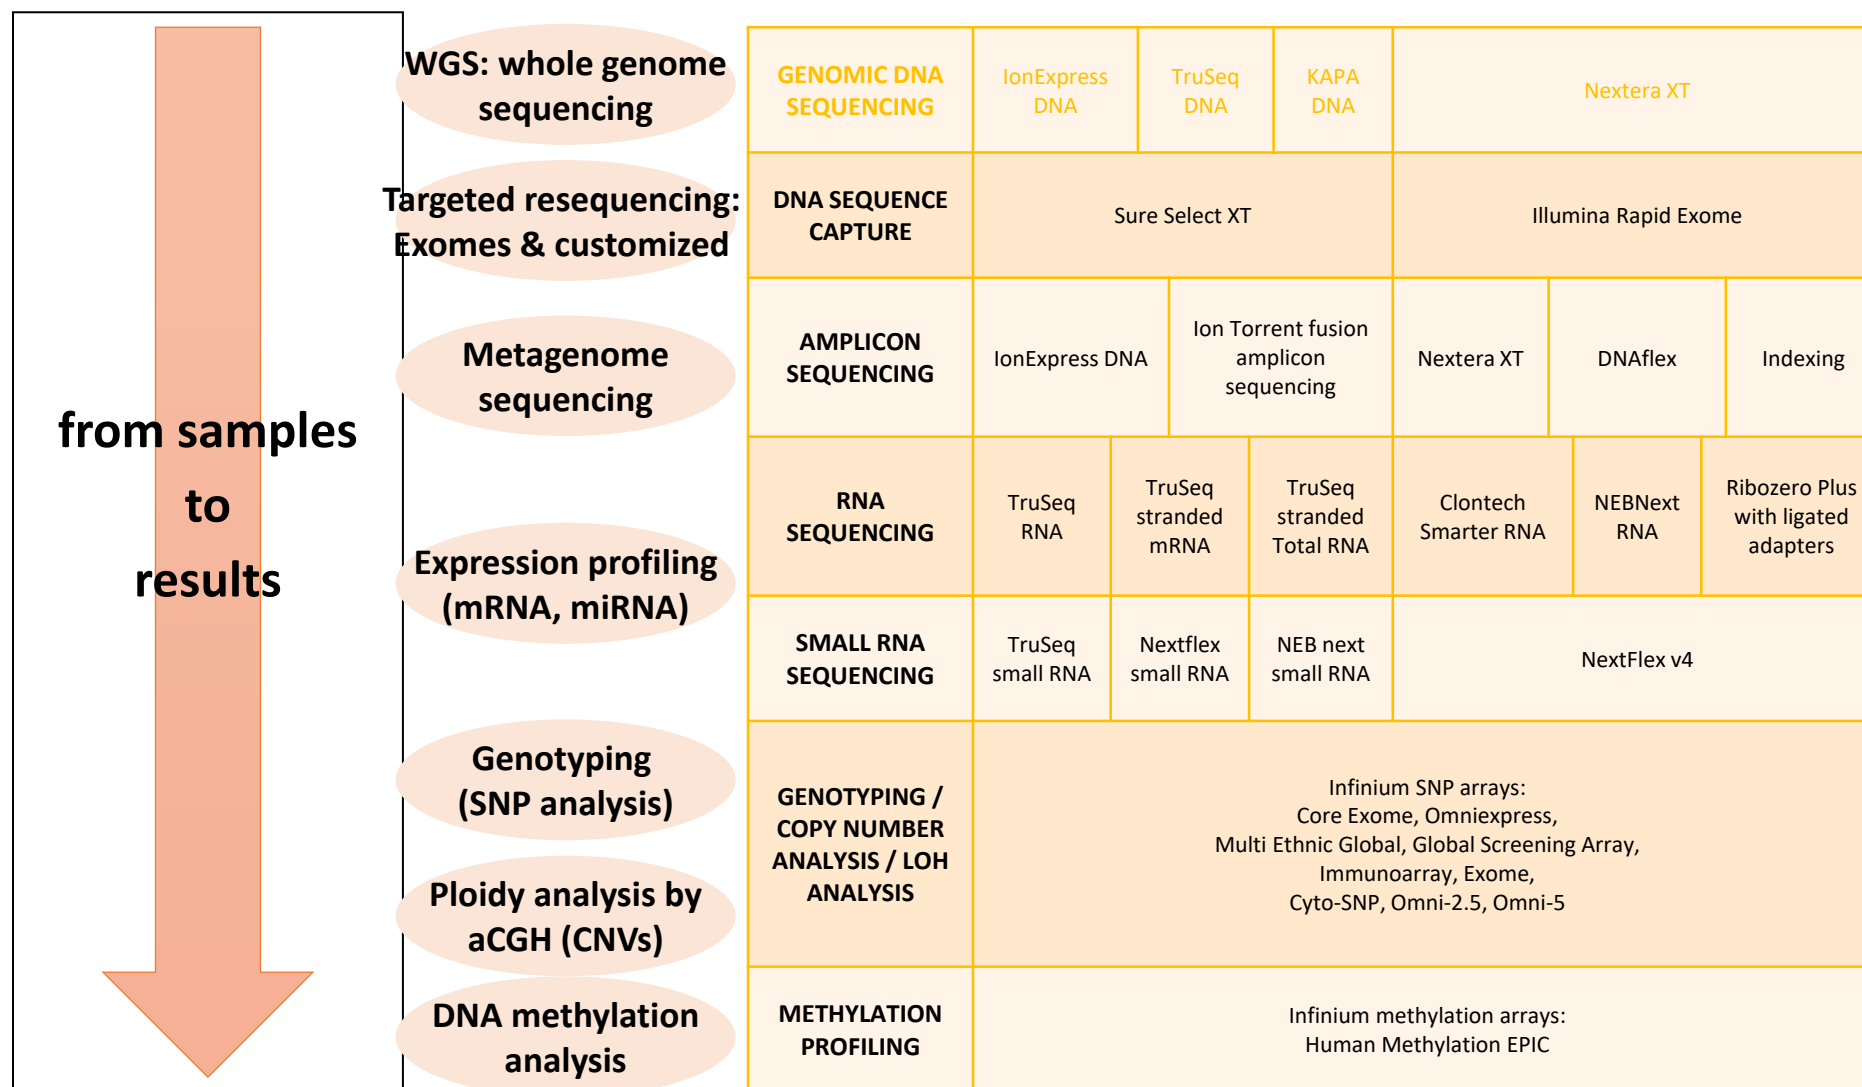 from samples
to
results
WGS: whole genome
sequencing
Targeted resequencing:
Exomes & customized
Metagenome
sequencing
Expression profiling
(mRNA, miRNA)
Genotyping
(SNP analysis)
Ploidy analysis by
aCGH (CNVs)
DNA methylation
analysis
GENOMIC DNA
SEQUENCING
IonExpress
DNA
TruSeq
DNA
KAPA
DNA
Nextera XT
DNA SEQUENCE
CAPTURE
Sure Select XT
Illumina Rapid Exome
AMPLICON
SEQUENCING
IonExpress DNA
Ion Torrent fusion
amplicon
sequencing
Nextera XT
DNAflex
Indexing
RNA
SEQUENCING
TruSeq
RNA
TruSeq
stranded
mRNA
TruSeq
stranded
Total RNA
Clontech
Smarter RNA
NEBNext
RNA
Ribozero Plus
with ligated
adapters
SMALL RNA
SEQUENCING
TruSeq
small RNA
Nextflex
small RNA
NEB next
small RNA
NextFlex v4
GENOTYPING /
COPY NUMBER
ANALYSIS / LOH
ANALYSIS
Infinium SNP arrays:
Core Exome, Omniexpress,
Multi Ethnic Global, Global Screening Array,
Immunoarray, Exome,
Cyto-SNP, Omni-2.5, Omni-5
METHYLATION
PROFILING
Infinium methylation arrays:
Human Methylation EPIC